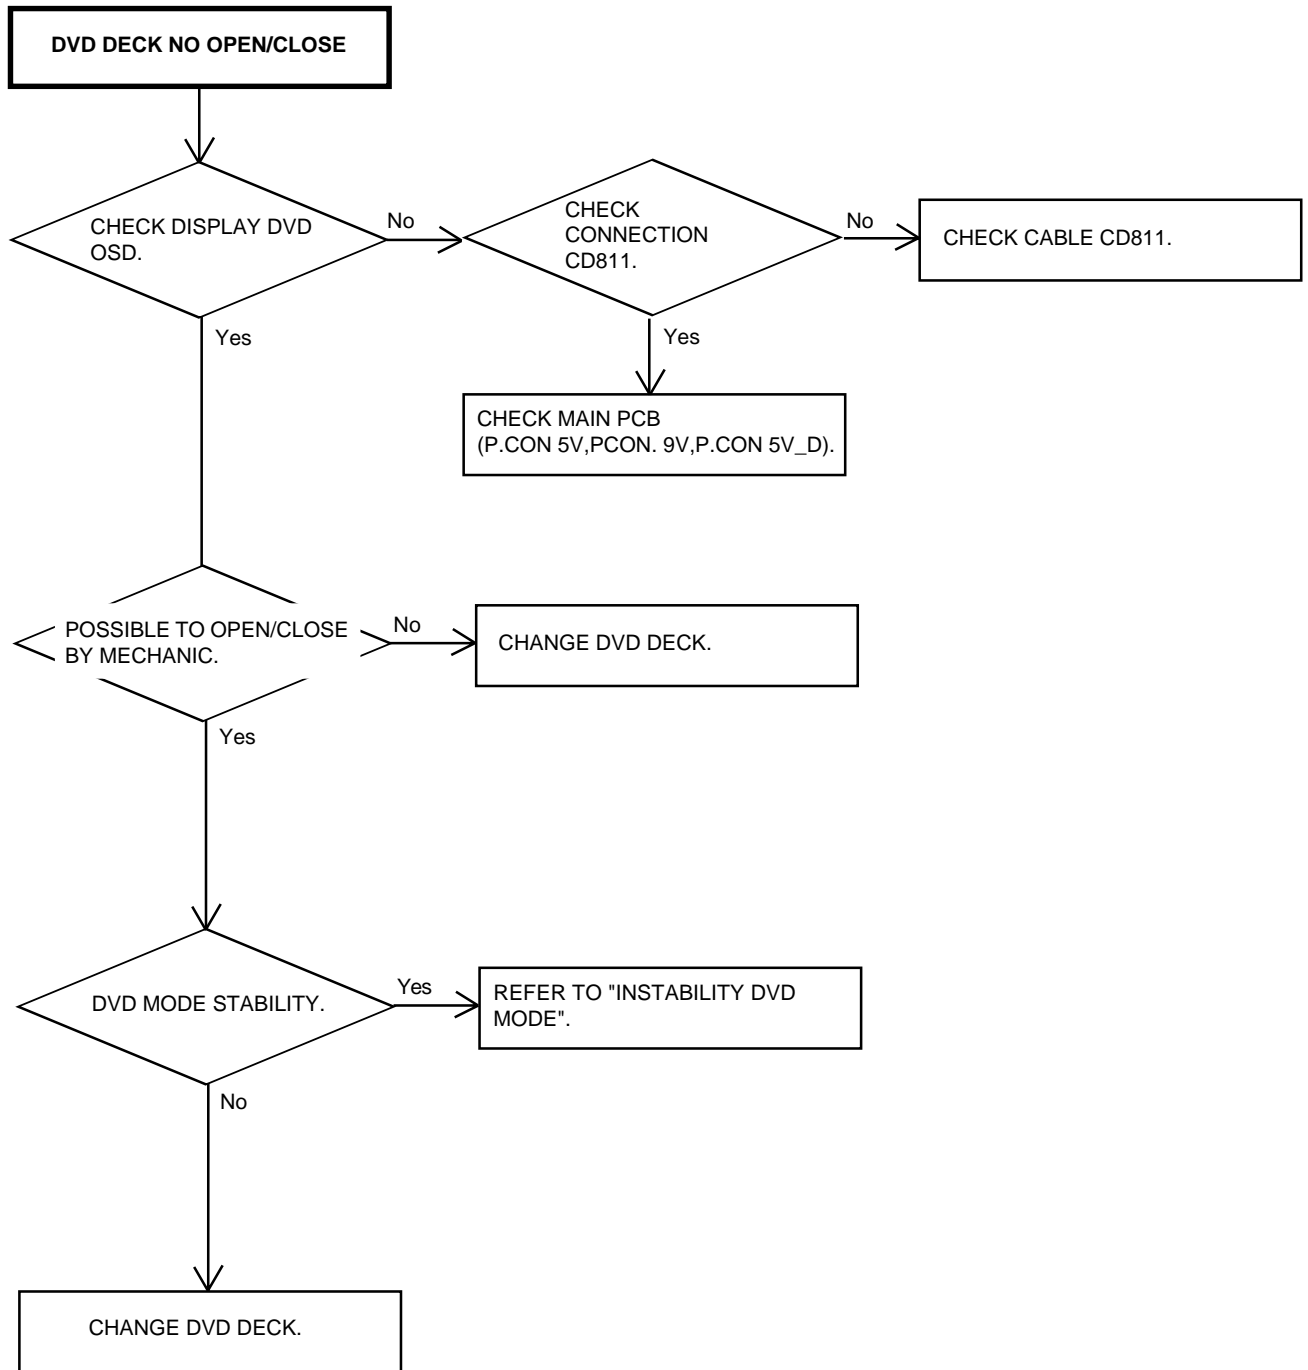 DVD DECK NO OPEN/CLOSE
CHECK DISPLAY DVD
OSD.
No
CHECK
CONNECTION
CD811.
No
CHECK CABLE CD811.
Yes
Yes
CHECK MAIN PCB
(P.CON 5V,PCON. 9V,P.CON 5V_D).
POSSIBLE TO OPEN/CLOSE
BY MECHANIC.
No
CHANGE DVD DECK.
Yes
DVD MODE STABILITY.
Yes
REFER TO "INSTABILITY DVD
MODE".
No
CHANGE DVD DECK.